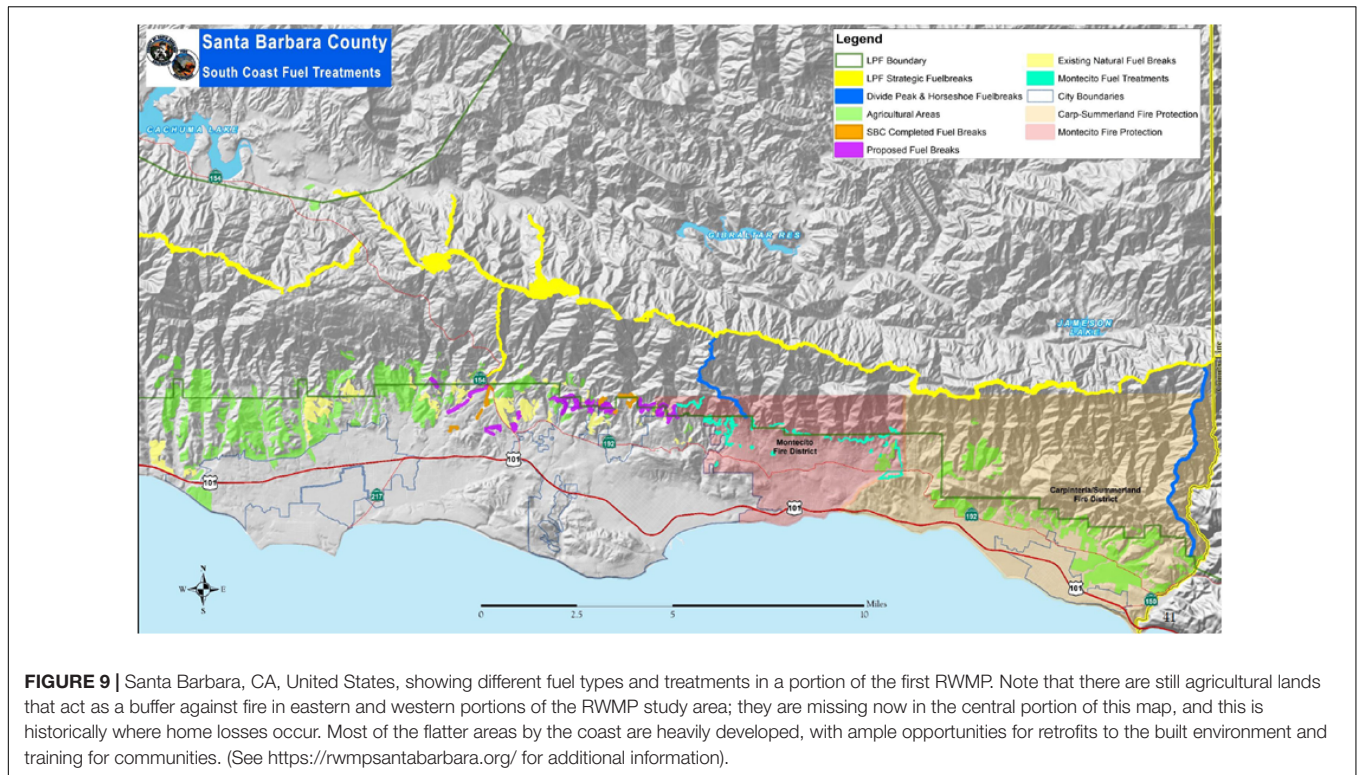 Santa Barbara County
South Coast Fuel Treatments
Legend
LPF Boundary
LPF Strategic Fuelbreaks
Divide Peak & Horseshoe Fuelbreaks
Agricultural Areas
SBC Completed Fuel Breaks
Proposed Fuel Breaks
Existing Natural Fuel Breaks
Montecito Fuel Treatments
City Boundaries
Carp-Summerland Fire Protection
Montecito Fire Protection
CACHUMA LAKE
154
GIBRALTAR RES
JAMESON
LAKE
154
192
Montecito
Fire District
101
101
217
Carpinteria/Summerland
Fire District
192
101
101
150
N
W E
S
Miles
0 2.5 5 10
41
FIGURE 9 | Santa Barbara, CA, United States, showing different fuel types and treatments in a portion of the first RWMP. Note that there are still agricultural lands
that act as a buffer against fire in eastern and western portions of the RWMP study area; they are missing now in the central portion of this map, and this is
historically where home losses occur. Most of the flatter areas by the coast are heavily developed, with ample opportunities for retrofits to the built environment and
training for communities. (See https://rwmpsantabarbara.org/ for additional information).